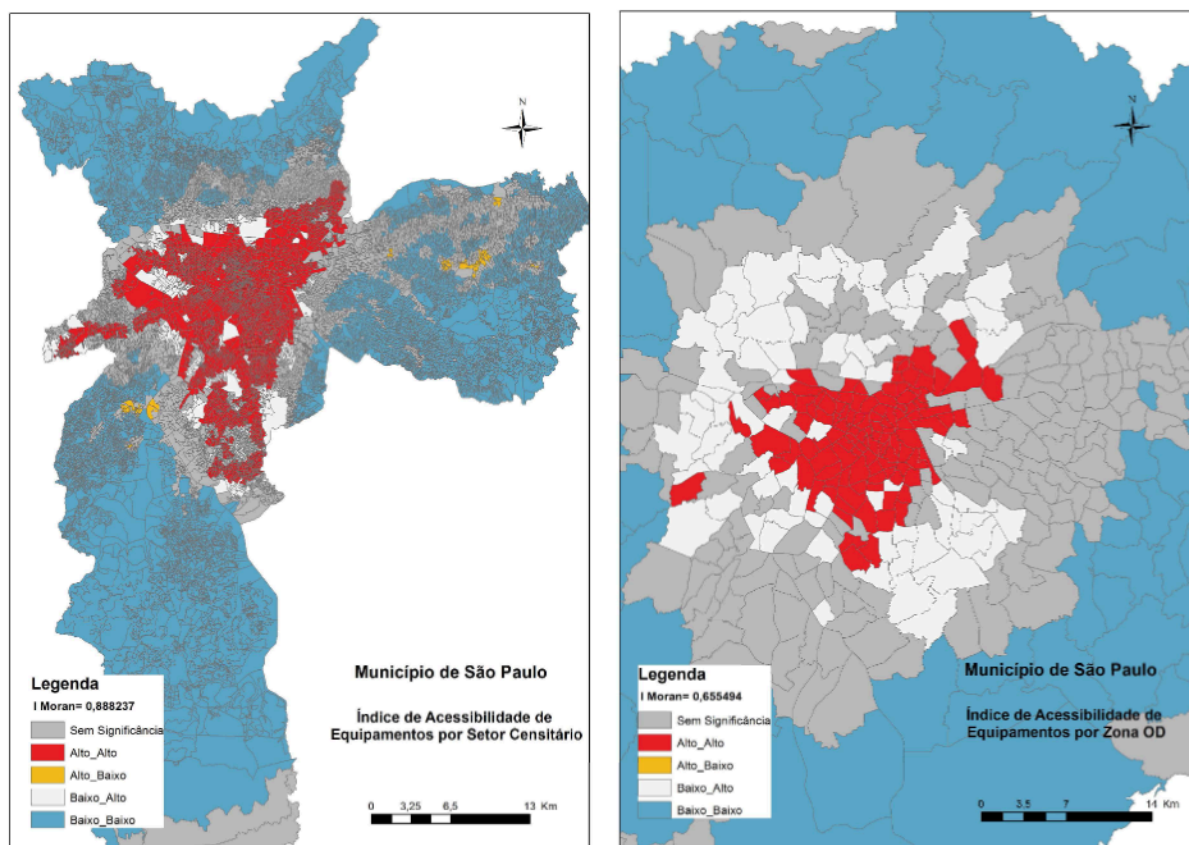 N
Município de São Paulo
Índice de Acessibilidade de
Equipamentos por Setor Censitário
Legenda
I Moran= 0,888237
Sem Significância
Alto_Alto
Alto_Baixo
Baixo_Alto
Baixo_Baixo
0 3,25 6,5 13 Km
N
Município de São Paulo
Índice de Acessibilidade de
Equipamentos por Zona OD
Legenda
I Moran= 0,655494
Sem Significância
Alto_Alto
Alto_Baixo
Baixo_Alto
Baixo_Baixo
0 3,5 7 14 Km